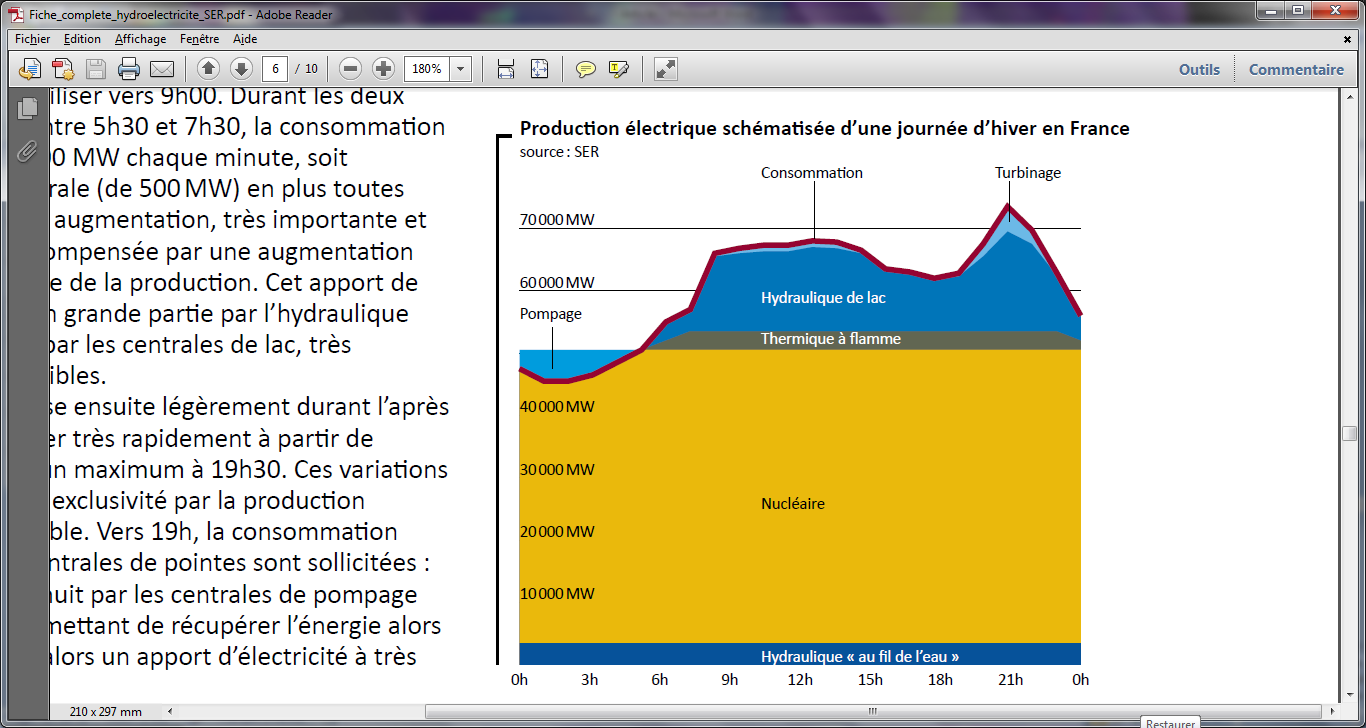 Fiche_complete_hydroelectricite_SER.pdf - Adobe Reader
Fichier Edition Affichage Fenêtre Aide
6 / 10 180% Outils Commentaire
iliser vers 9h00. Durant les deux
ntre 5h30 et 7h30, la consommation
00 MW chaque minute, soit
rale (de 500 MW) en plus toutes
augmentation, très importante et
ompensée par une augmentation
e de la production. Cet apport de
n grande partie par l’hydraulique
par les centrales de lac, très
ibles.
se ensuite légèrement durant l’après
er très rapidement à partir de
un maximum à 19h30. Ces variations
exclusivité par la production
ble. Vers 19h, la consommation
ntrales de pointes sont sollicitées :
nuit par les centrales de pompage
mettant de récupérer l’énergie alors
alors un apport d’électricité à très
Production électrique schématisée d’une journée d’hiver en France
source : SER
Consommation
Turbinage
70 000 MW
60 000 MW
Hydraulique de lac
Pompage
Thermique à flamme
40 000 MW
30 000 MW
Nucléaire
20 000 MW
10 000 MW
Hydraulique « au fil de l’eau »
0h 3h 6h 9h 12h 15h 18h 21h 0h
210 x 297 mm
Restaurer